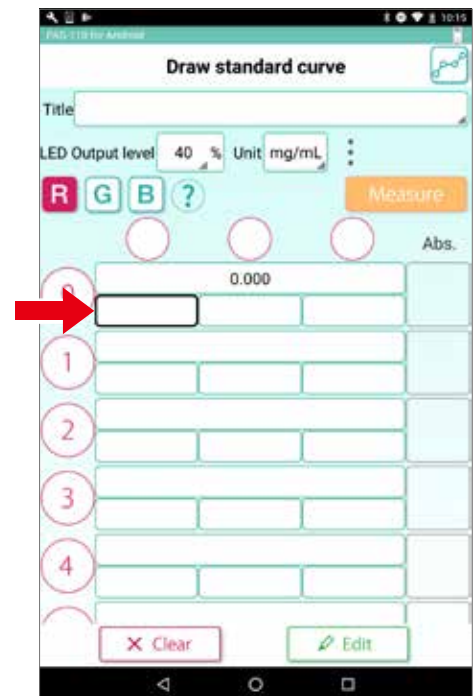 10:15
PAS-110 for Android
Draw standard curve
Title
LED Output level 40 % Unit mg/mL
R G B ? Measure
Abs.
0.000
0
1
2
3
4
× Clear Edit